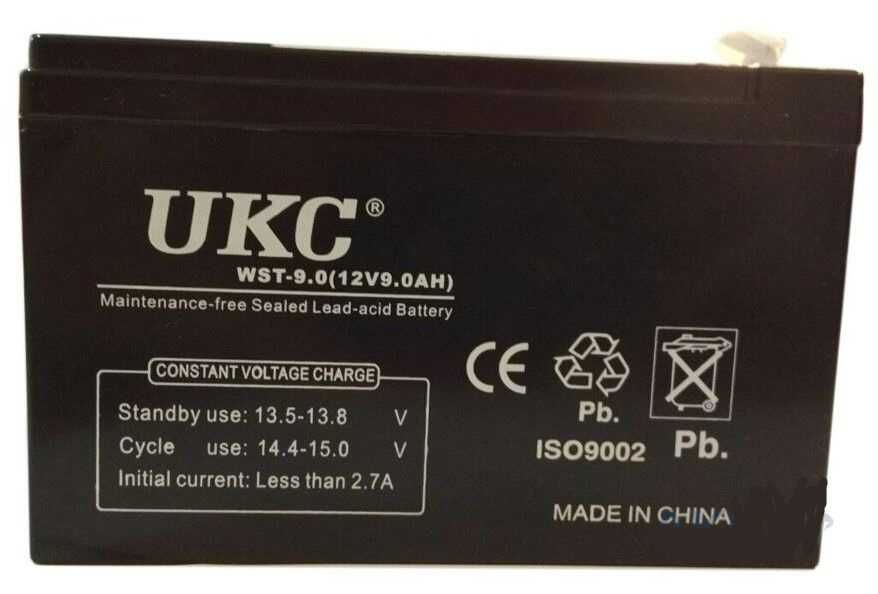 UKC®
WST-9.0(12V9.0AH)
Maintenance-free Sealed Lead-acid Battery
CONSTANT VOLTAGE CHARGE
Standby use: 13.5-13.8 V
Cycle use: 14.4-15.0 V
Initial current: Less than 2.7A
CE
Pb.
ISO9002
Pb.
MADE IN CHINA